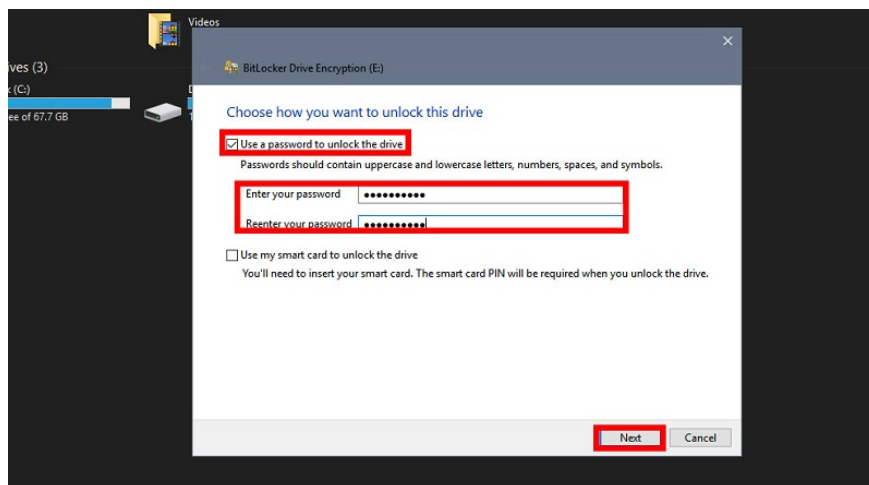 Videos
ives (3)
BitLocker Drive Encryption (E:)
(C:)
ee of 67.7 GB
Choose how you want to unlock this drive
Use a password to unlock the drive
Passwords should contain uppercase and lowercase letters, numbers, spaces, and symbols.
Enter your password ••••••••••
Reenter your password ••••••••••
Use my smart card to unlock the drive
You'll need to insert your smart card. The smart card PIN will be required when you unlock the drive.
Next Cancel